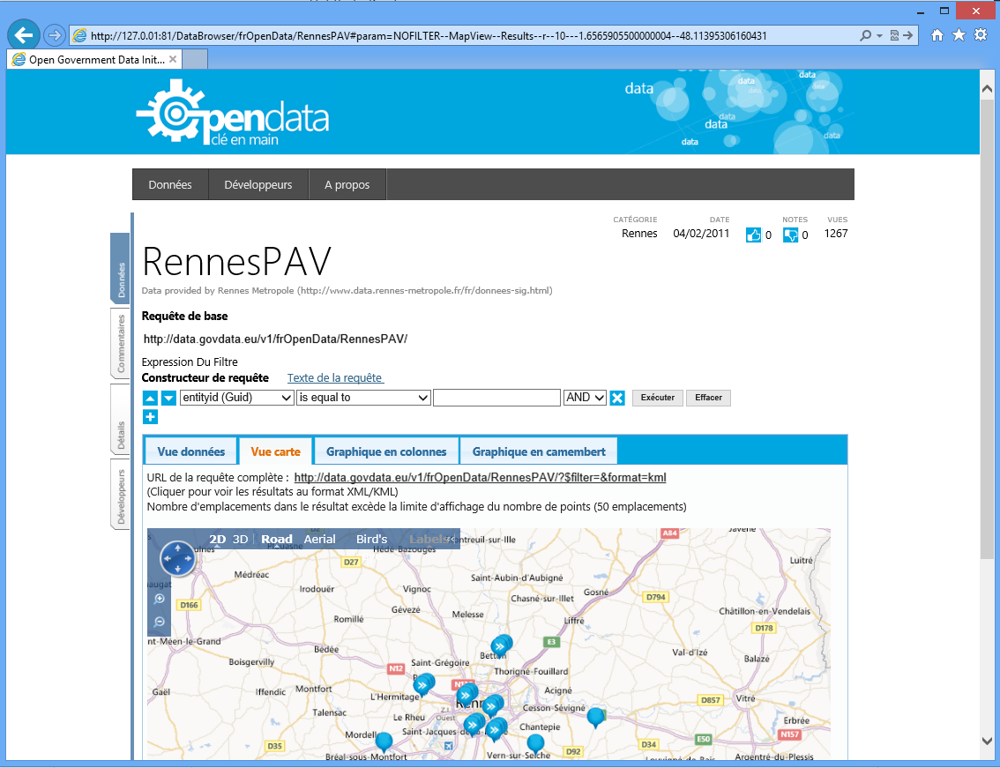 http://127.0.01:81/DataBrowser/frOpenData/RennesPAV#param=NOFILTER--MapView--Results--r--10---1.6565905500000004--48.11395306160431
Open Government Data Init...
Opendata
clé en main
data
data
data
data
data
data
data
Données
Développeurs
A propos
CATÉGORIE DATE NOTES VUES
Rennes 04/02/2011 0 0 1267
RennesPAV
Data provided by Rennes Metropole (http://www.data.rennes-metropole.fr/fr/donnees-sig.html)
Données
Commentaires
Détails
Développeurs
Requête de base
http://data.govdata.eu/v1/frOpenData/RennesPAV/
Expression Du Filtre
Constructeur de requête Texte de la requête
entityid (Guid) is equal to AND Exécuter Effacer
Vue données
Vue carte
Graphique en colonnes
Graphique en camembert
URL de la requête complète : http://data.govdata.eu/v1/frOpenData/RennesPAV/?$filter=&format=kml
(Cliquer pour voir les résultats au format XML/KML)
Nombre d'emplacements dans le résultat excède la limite d'affichage du nombre de points (50 emplacements)
2D 3D Road Aerial Bird's Labels
ntreuil-sur-Ille
A84
Javene
Hédé-Bazouges
D27
Luitré
Médréac
Saint-Aubin-d'Aubigné
Irodouër
Vignoc
Gosné
Chasné-sur-Illet
D794
D166
Gévezé
Melesse
Châtillon-en-Vendelais
Romillé
Liffré
D178
nt-Méen-le-Grand
E3
Bédée
Val-d'Izé
Boisgervilly
Saint-Grégoire
Balazé
N12
Thorigné-Fouillard
Gaël
Iffendic
Montfort
Acigné
L'Hermitage
D857
Vitré
Talensac
Cesson-Sévigné
Le Rheu
Z.I.
Ouest
Erbrée
Chantepie
Saint-Jacques-de-la
N157
E50
D35
D34
D92
Bréal-sous-Montfort
Vern-sur-Seiche
Argentré-du-Plessis